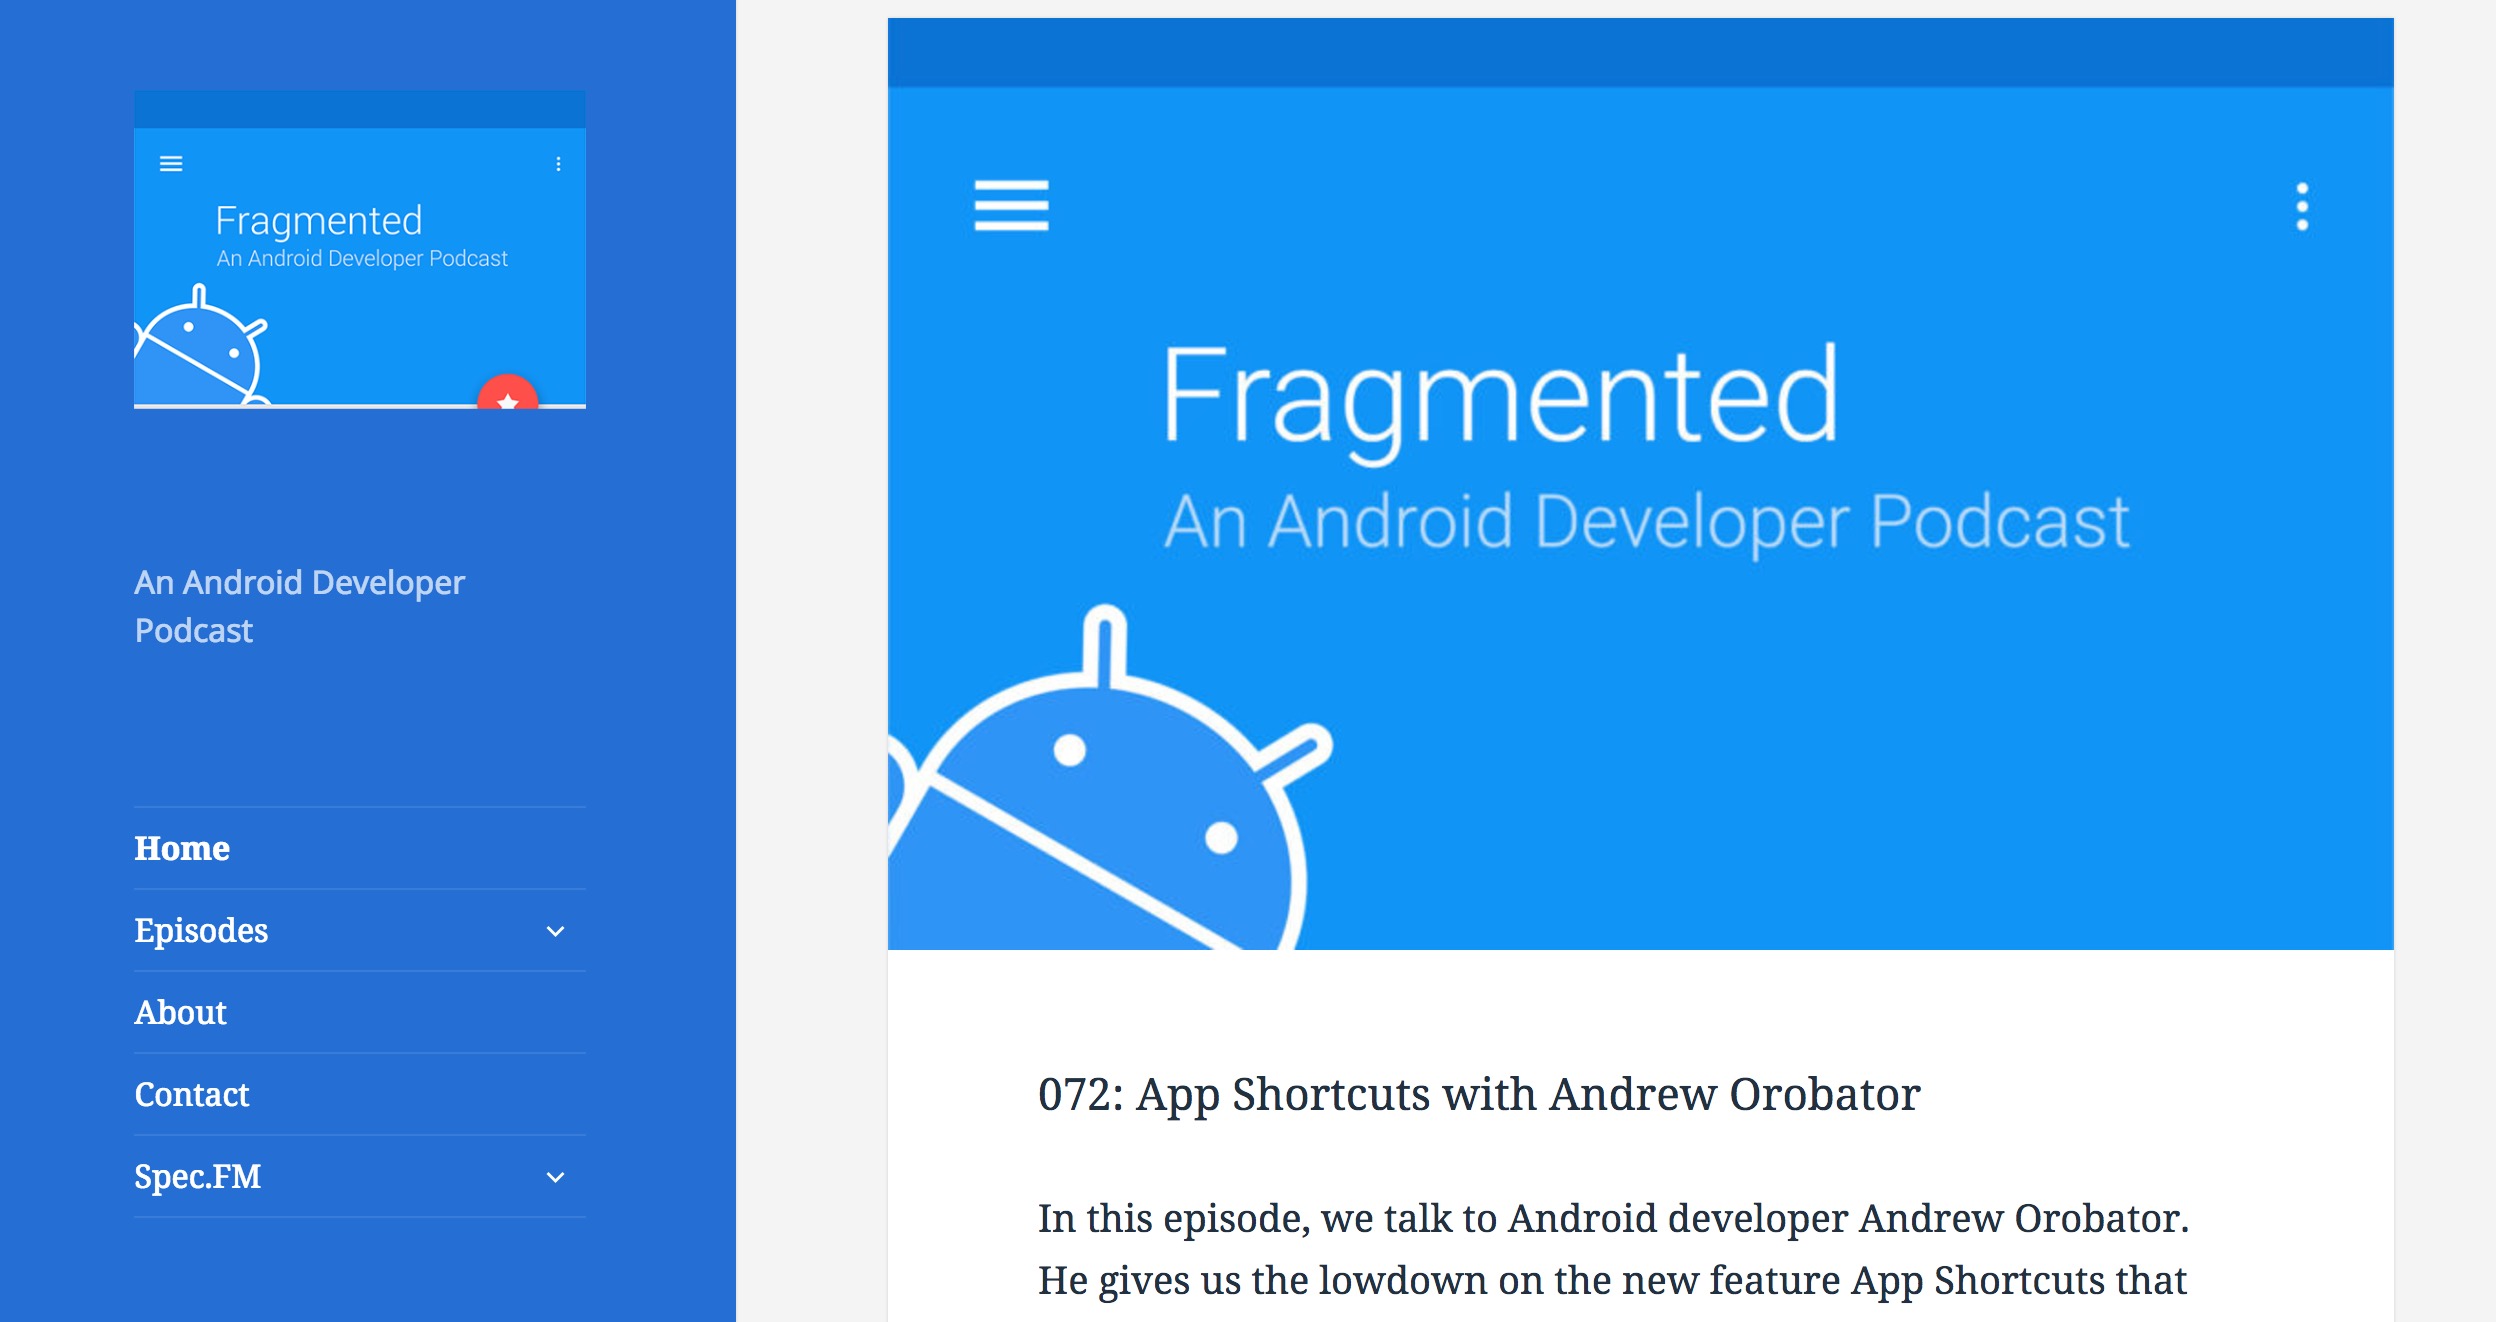 Fragmented
An Android Developer Podcast
An Android Developer
Podcast
Home
Episodes
About
Contact
Spec.FM
Fragmented
An Android Developer Podcast
072: App Shortcuts with Andrew Orobator
In this episode, we talk to Android developer Andrew Orobator.
He gives us the lowdown on the new feature App Shortcuts that